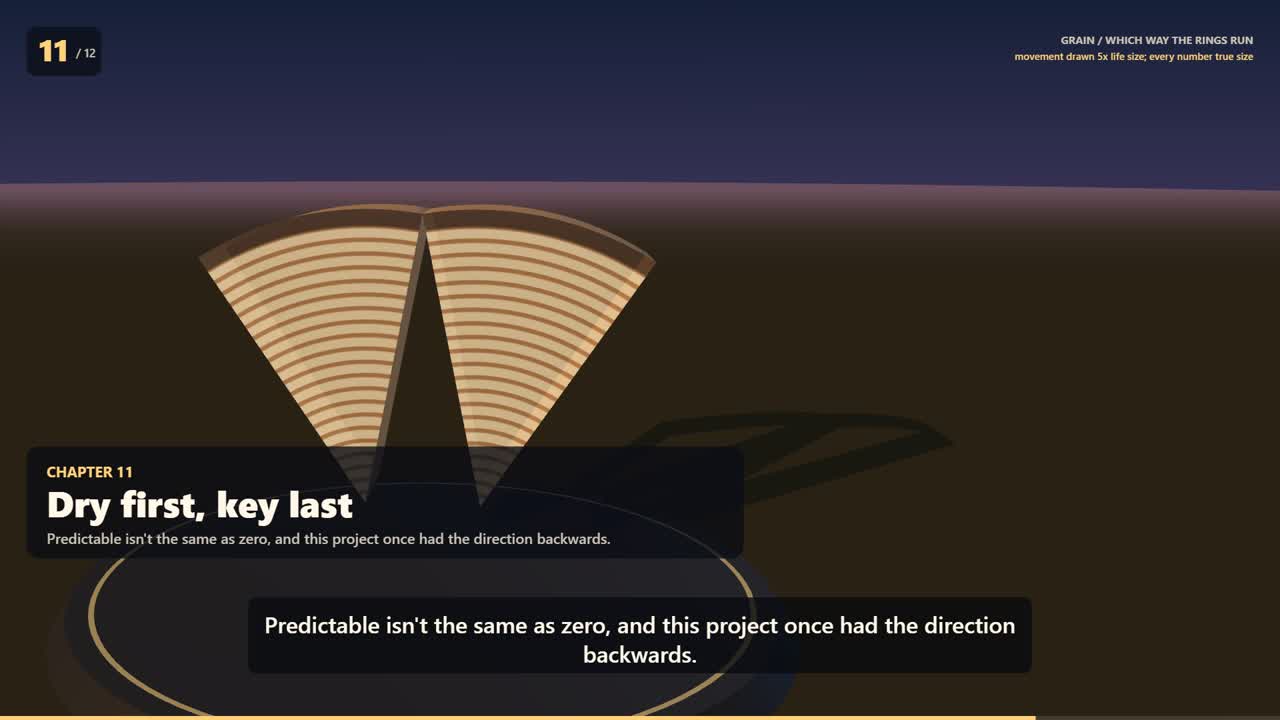 11 / 12
GRAIN / WHICH WAY THE RINGS RUN
movement drawn 5x life size; every number true size
CHAPTER 11
Dry first, key last
Predictable isn't the same as zero, and this project once had the direction backwards.
Predictable isn't the same as zero, and this project once had the direction
backwards.